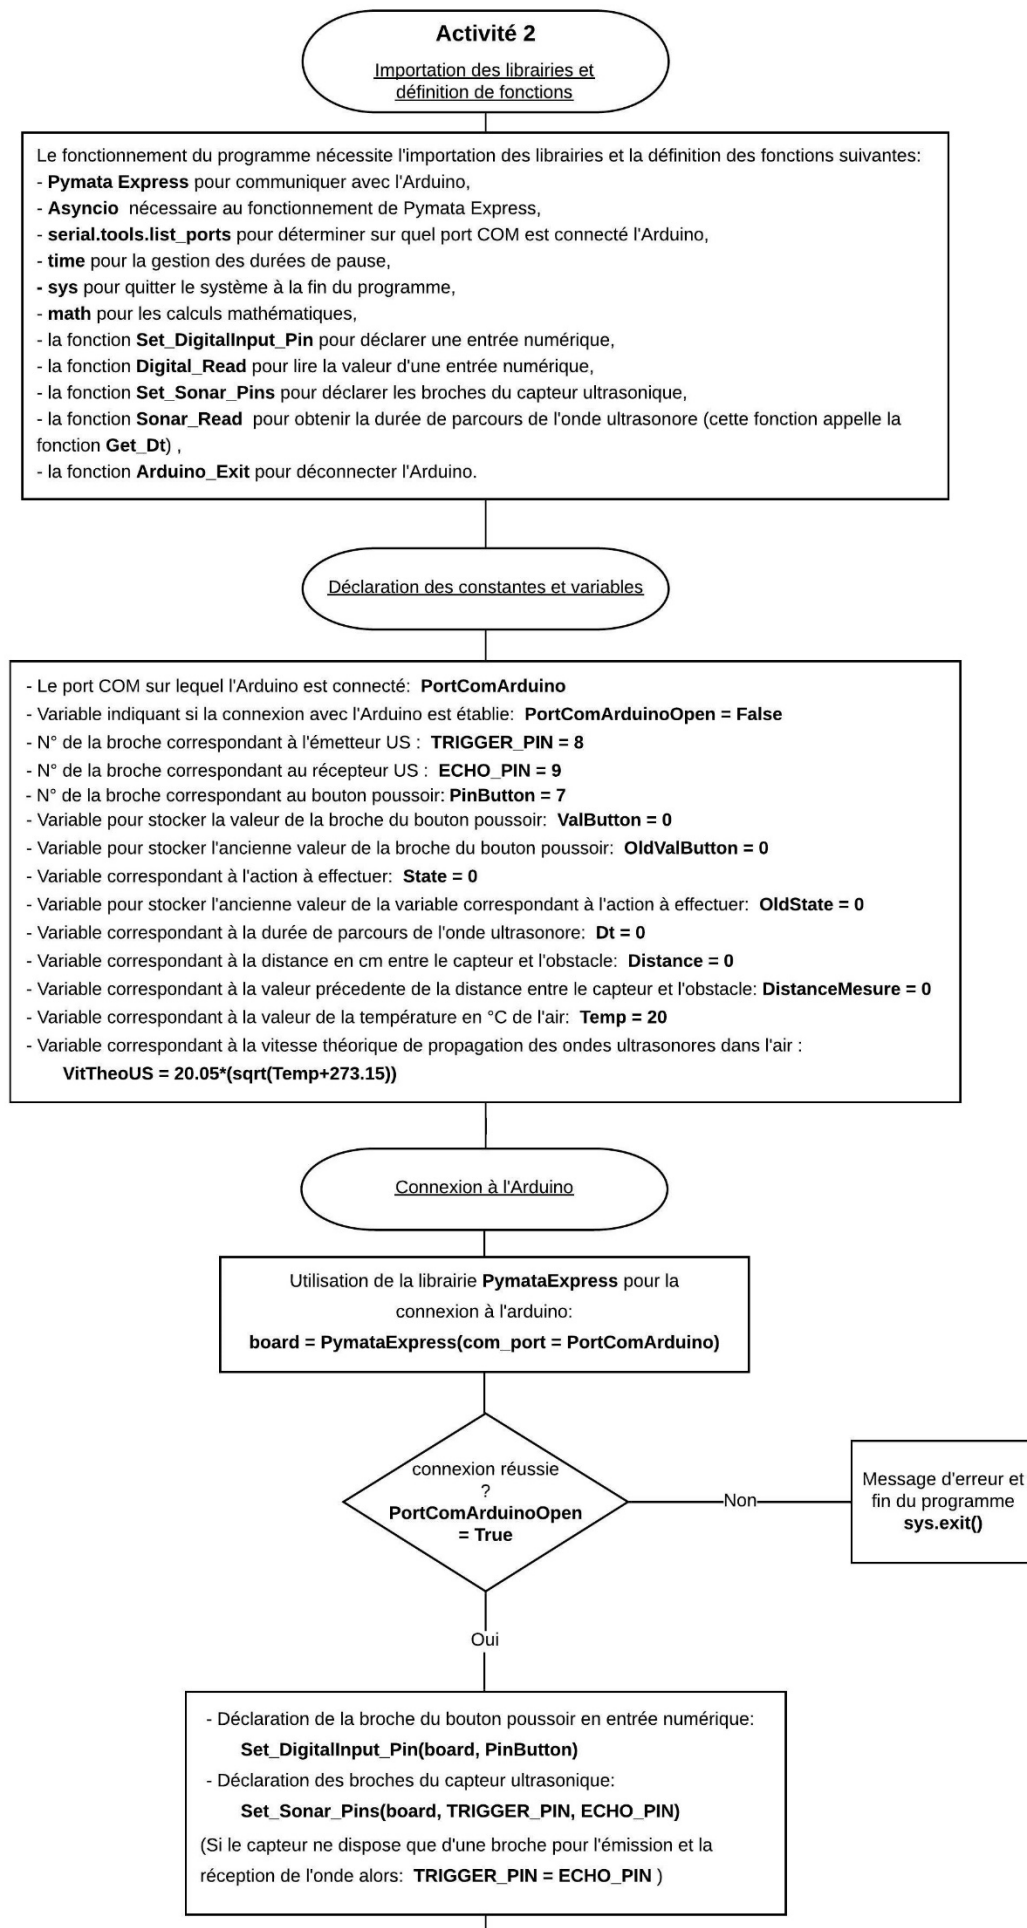 Activité 2
Importation des librairies et
définition de fonctions
Le fonctionnement du programme nécessite l'importation des librairies et la définition des fonctions suivantes:
- Pymata Express pour communiquer avec l'Arduino,
- Asyncio nécessaire au fonctionnement de Pymata Express,
- serial.tools.list_ports pour déterminer sur quel port COM est connecté l'Arduino,
- time pour la gestion des durées de pause,
- sys pour quitter le système à la fin du programme,
- math pour les calculs mathématiques,
- la fonction Set_DigitalInput_Pin pour déclarer une entrée numérique,
- la fonction Digital_Read pour lire la valeur d'une entrée numérique,
- la fonction Set_Sonar_Pins pour déclarer les broches du capteur ultrasonique,
- la fonction Sonar_Read pour obtenir la durée de parcours de l'onde ultrasonore (cette fonction appelle la
fonction Get_Dt) ,
- la fonction Arduino_Exit pour déconnecter l'Arduino.
Déclaration des constantes et variables
- Le port COM sur lequel l'Arduino est connecté: PortComArduino
- Variable indiquant si la connexion avec l'Arduino est établie: PortComArduinoOpen = False
- N° de la broche correspondant à l'émetteur US : TRIGGER_PIN = 8
- N° de la broche correspondant au récepteur US : ECHO_PIN = 9
- N° de la broche correspondant au bouton poussoir: PinButton = 7
- Variable pour stocker la valeur de la broche du bouton poussoir: ValButton = 0
- Variable pour stocker l'ancienne valeur de la broche du bouton poussoir: OldValButton = 0
- Variable correspondant à l'action à effectuer: State = 0
- Variable pour stocker l'ancienne valeur de la variable correspondant à l'action à effectuer: OldState = 0
- Variable correspondant à la durée de parcours de l'onde ultrasonore: Dt = 0
- Variable correspondant à la distance en cm entre le capteur et l'obstacle: Distance = 0
- Variable correspondant à la valeur précedente de la distance entre le capteur et l'obstacle: DistanceMesure = 0
- Variable correspondant à la valeur de la température en °C de l'air: Temp = 20
- Variable correspondant à la vitesse théorique de propagation des ondes ultrasonores dans l'air :
VitTheoUS = 20.05*(sqrt(Temp+273.15))
Connexion à l'Arduino
Utilisation de la librairie PymataExpress pour la
connexion à l'arduino:
board = PymataExpress(com_port = PortComArduino)
connexion réussie
?
PortComArduinoOpen
= True
Non
Message d'erreur et
fin du programme
sys.exit()
Oui
- Déclaration de la broche du bouton poussoir en entrée numérique:
Set_DigitalInput_Pin(board, PinButton)
- Déclaration des broches du capteur ultrasonique:
Set_Sonar_Pins(board, TRIGGER_PIN, ECHO_PIN)
(Si le capteur ne dispose que d'une broche pour l'émission et la
réception de l'onde alors: TRIGGER_PIN = ECHO_PIN )